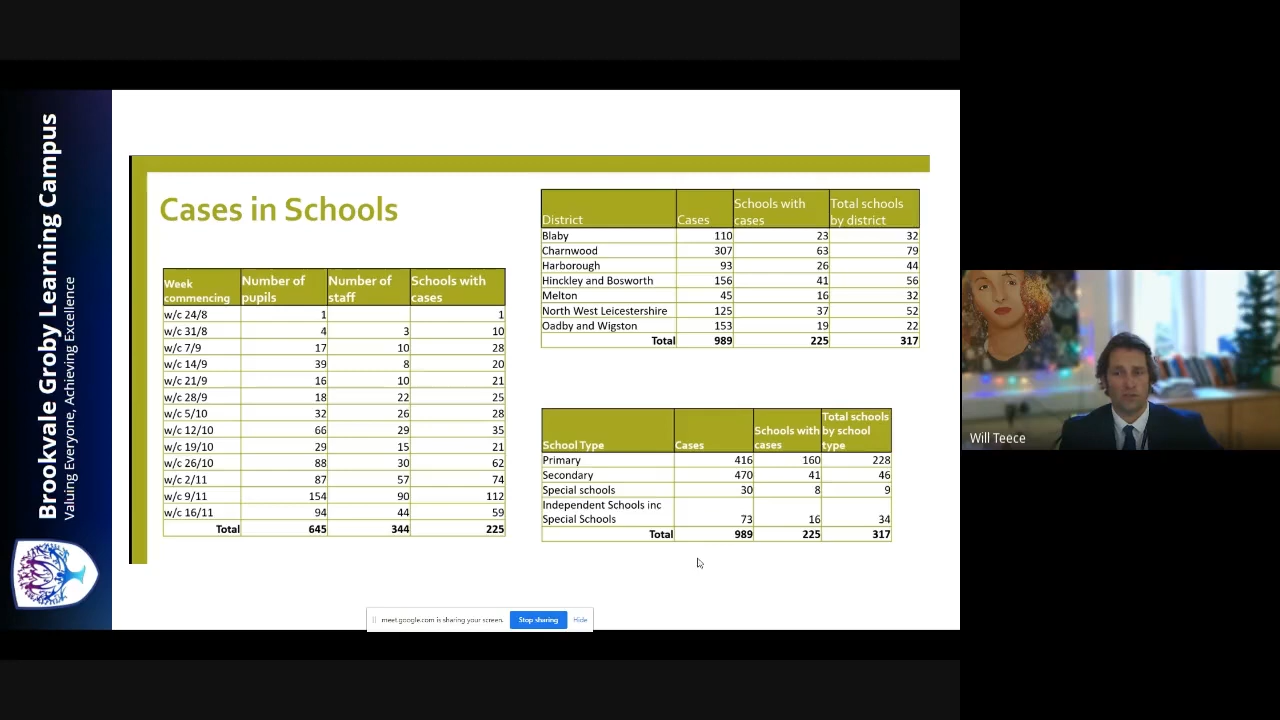 Brookvale Groby Learning Campus
Valuing Everyone, Achieving Excellence
Cases in Schools
Week commencing Number of pupils Number of staff Schools with cases
w/c 24/8 1 1
w/c 31/8 4 3 10
w/c 7/9 17 10 28
w/c 14/9 39 8 20
w/c 21/9 16 10 21
w/c 28/9 18 22 25
w/c 5/10 32 26 28
w/c 12/10 66 29 35
w/c 19/10 29 15 21
w/c 26/10 88 30 62
w/c 2/11 87 57 74
w/c 9/11 154 90 112
w/c 16/11 94 44 59
Total 645 344 225
District Cases Schools with cases Total schools by district
Blaby 110 23 32
Charnwood 307 63 79
Harborough 93 26 44
Hinckley and Bosworth 156 41 56
Melton 45 16 32
North West Leicestershire 125 37 52
Oadby and Wigston 153 19 22
Total 989 225 317
School Type Cases Schools with cases Total schools by school type
Primary 416 160 228
Secondary 470 41 46
Special schools 30 8 9
Independent Schools inc
Special Schools 73 16 34
Total 989 225 317
meet.google.com is sharing your screen. Stop sharing Hide
Will Teece